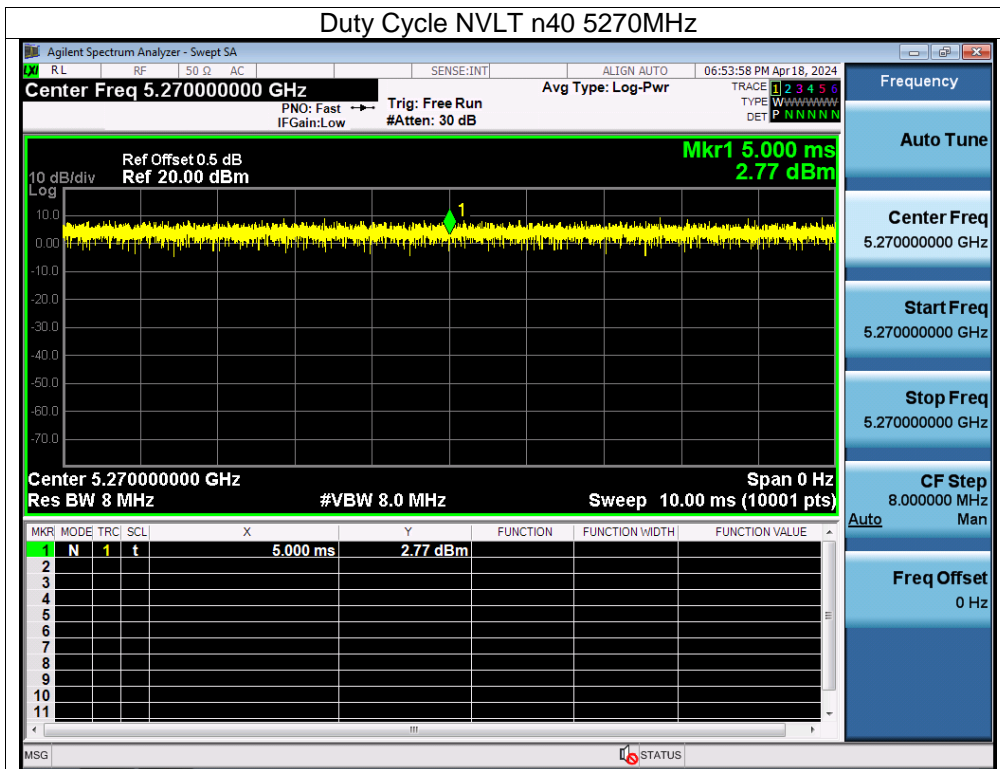 Duty Cycle NVLT n40 5270MHz
Agilent Spectrum Analyzer - Swept SA
LXI RL RF 50 Ω AC SENSE:INT ALIGN AUTO 06:53:58 PM Apr 18, 2024
Center Freq 5.270000000 GHz
PNO: Fast
IFGain:Low
Trig: Free Run
#Atten: 30 dB
Avg Type: Log-Pwr
TRACE 1 2 3 4 5 6
TYPE WWWWWW
DET P N N N N N
Mkr1 5.000 ms
2.77 dBm
Ref Offset 0.5 dB
10 dB/div Ref 20.00 dBm
Log
1
10.0
0.00
-10.0
-20.0
-30.0
-40.0
-50.0
-60.0
-70.0
Center 5.270000000 GHz Span 0 Hz
Res BW 8 MHz #VBW 8.0 MHz Sweep 10.00 ms (10001 pts)
MKR MODE TRC SCL X Y FUNCTION FUNCTION WIDTH FUNCTION VALUE
1 N 1 t 5.000 ms 2.77 dBm
2
3
4
5
6
7
8
9
10
11
MSG STATUS
Frequency
Auto Tune
Center Freq
5.270000000 GHz
Start Freq
5.270000000 GHz
Stop Freq
5.270000000 GHz
CF Step
8.000000 MHz
Auto Man
Freq Offset
0 Hz